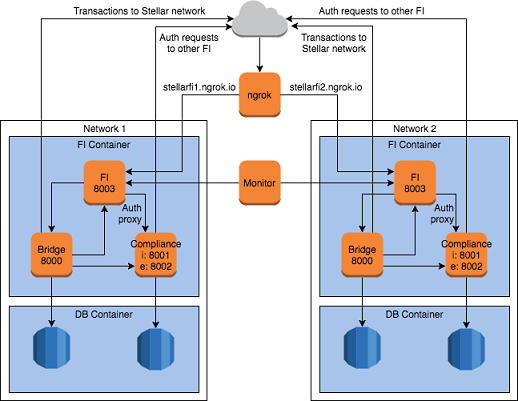 Transactions to Stellar network
Auth requests to other FI
Auth requests
to other FI
Transactions to
Stellar network
stellarfi1.ngrok.io
ngrok
stellarfi2.ngrok.io
Network 1
FI Container
FI
8003
Auth
proxy
Bridge
8000
Compliance
i: 8001
e: 8002
DB Container
Monitor
Network 2
FI Container
FI
8003
Auth
proxy
Bridge
8000
Compliance
i: 8001
e: 8002
DB Container